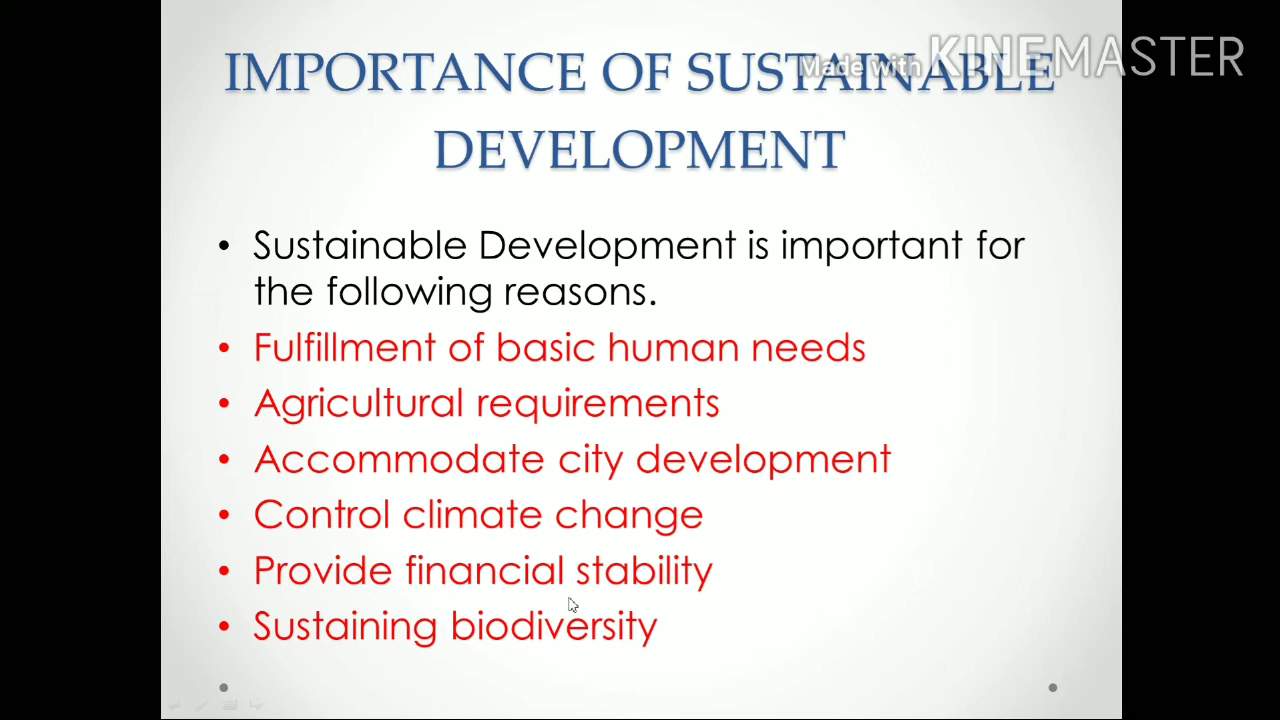 IMPORTANCE OF SUSTAINABLE
Made with KINEMASTER
DEVELOPMENT
• Sustainable Development is important for
the following reasons.
• Fulfillment of basic human needs
• Agricultural requirements
• Accommodate city development
• Control climate change
• Provide financial stability
• Sustaining biodiversity